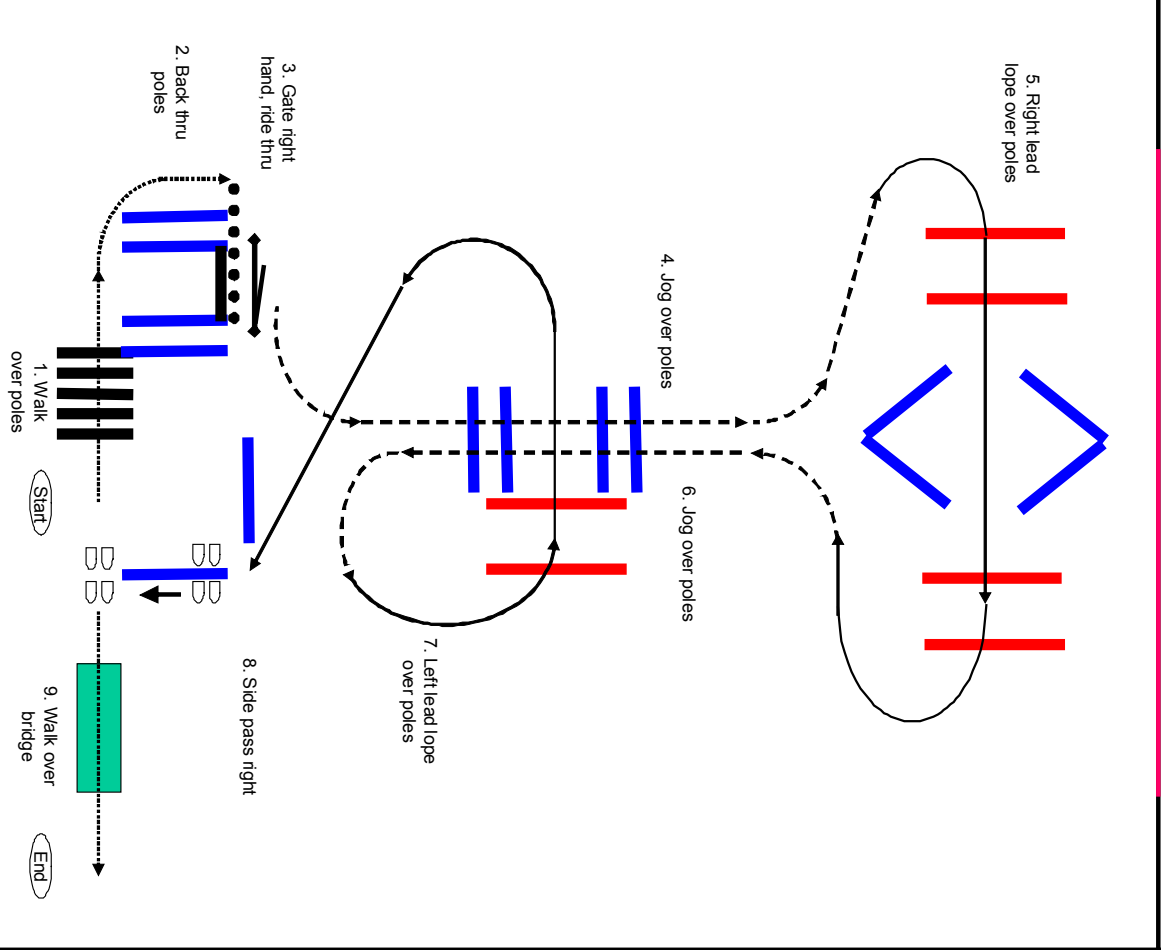 1. Walk
over poles
2. Back thru
poles
3. Gate right
hand, ride thru
4. Jog over poles
5. Right lead
lope over poles
6. Jog over poles
7. Left lead lope
over poles
8. Side pass right
9. Walk over
bridge
Start
End